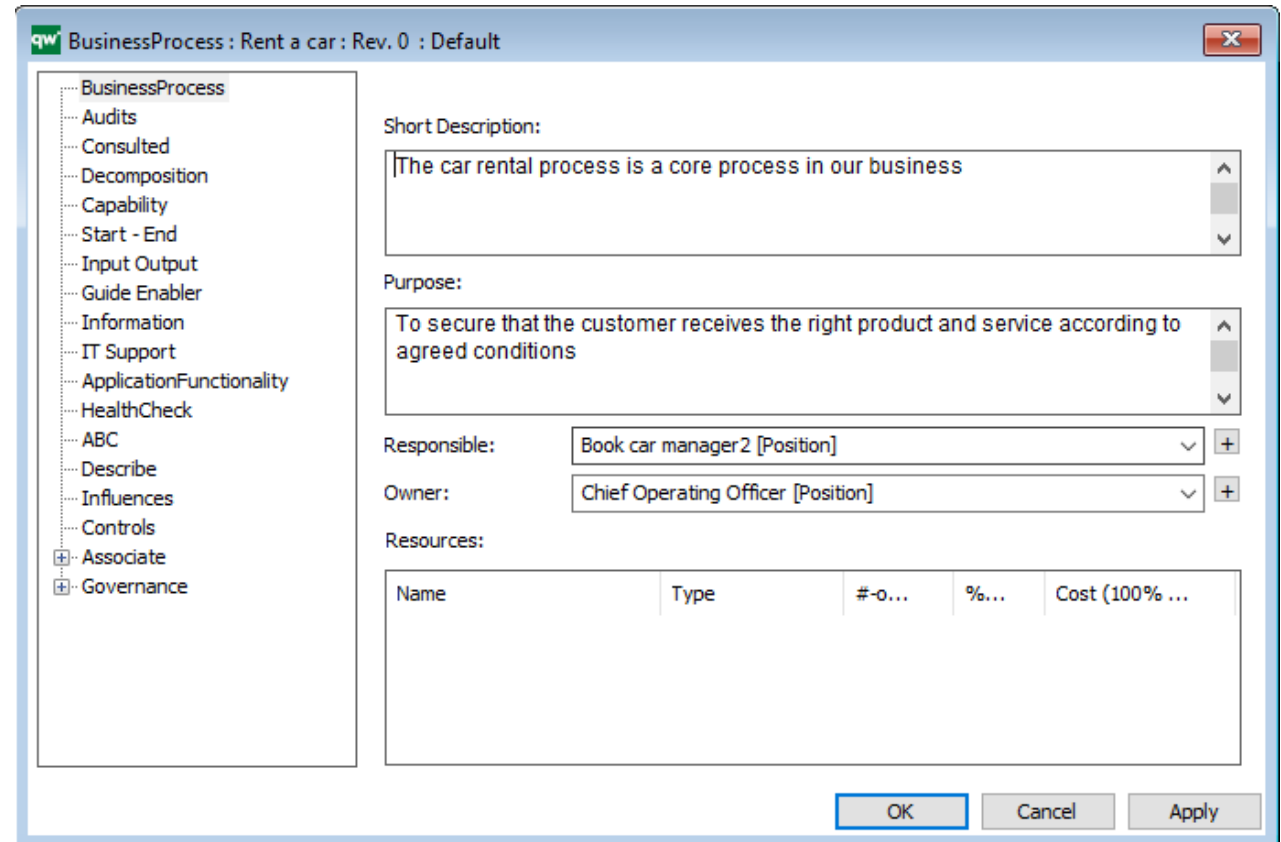 qw
BusinessProcess : Rent a car : Rev. 0 : Default
BusinessProcess
Audits
Consulted
Decomposition
Capability
Start - End
Input Output
Guide Enabler
Information
IT Support
ApplicationFunctionality
HealthCheck
ABC
Describe
Influences
Controls
Associate
Governance
Short Description:
The car rental process is a core process in our business
Purpose:
To secure that the customer receives the right product and service according to
agreed conditions
Responsible:
Book car manager2 [Position]
+
Owner:
Chief Operating Officer [Position]
+
Resources:
Name Type #-o... %... Cost (100% ...
OK Cancel Apply